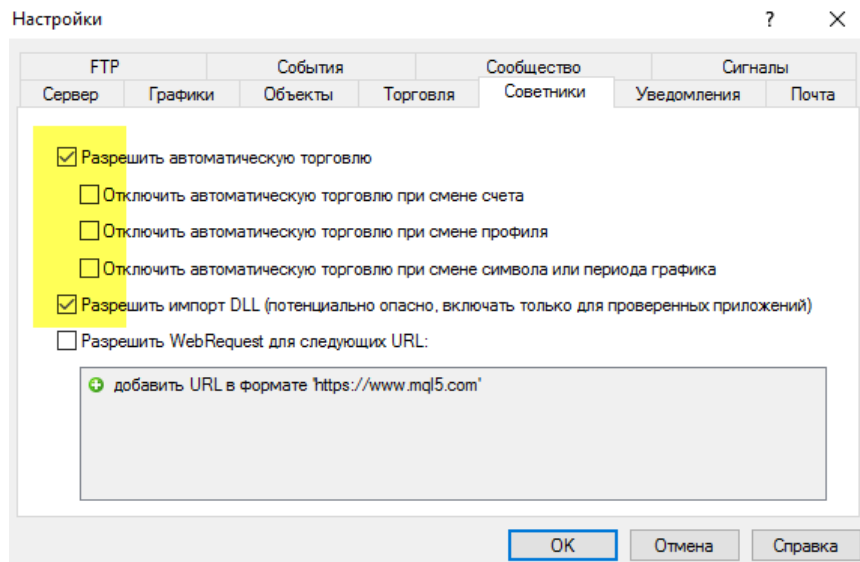 Настройки
?
FTP События Сообщество Сигналы
Сервер Графики Объекты Торговля Советники Уведомления Почта
Разрешить автоматическую торговлю
Отключить автоматическую торговлю при смене счета
Отключить автоматическую торговлю при смене профиля
Отключить автоматическую торговлю при смене символа или периода графика
Разрешить импорт DLL (потенциально опасно, включать только для проверенных приложений)
Разрешить WebRequest для следующих URL:
добавить URL в формате 'https://www.mql5.com'
OK Отмена Справка